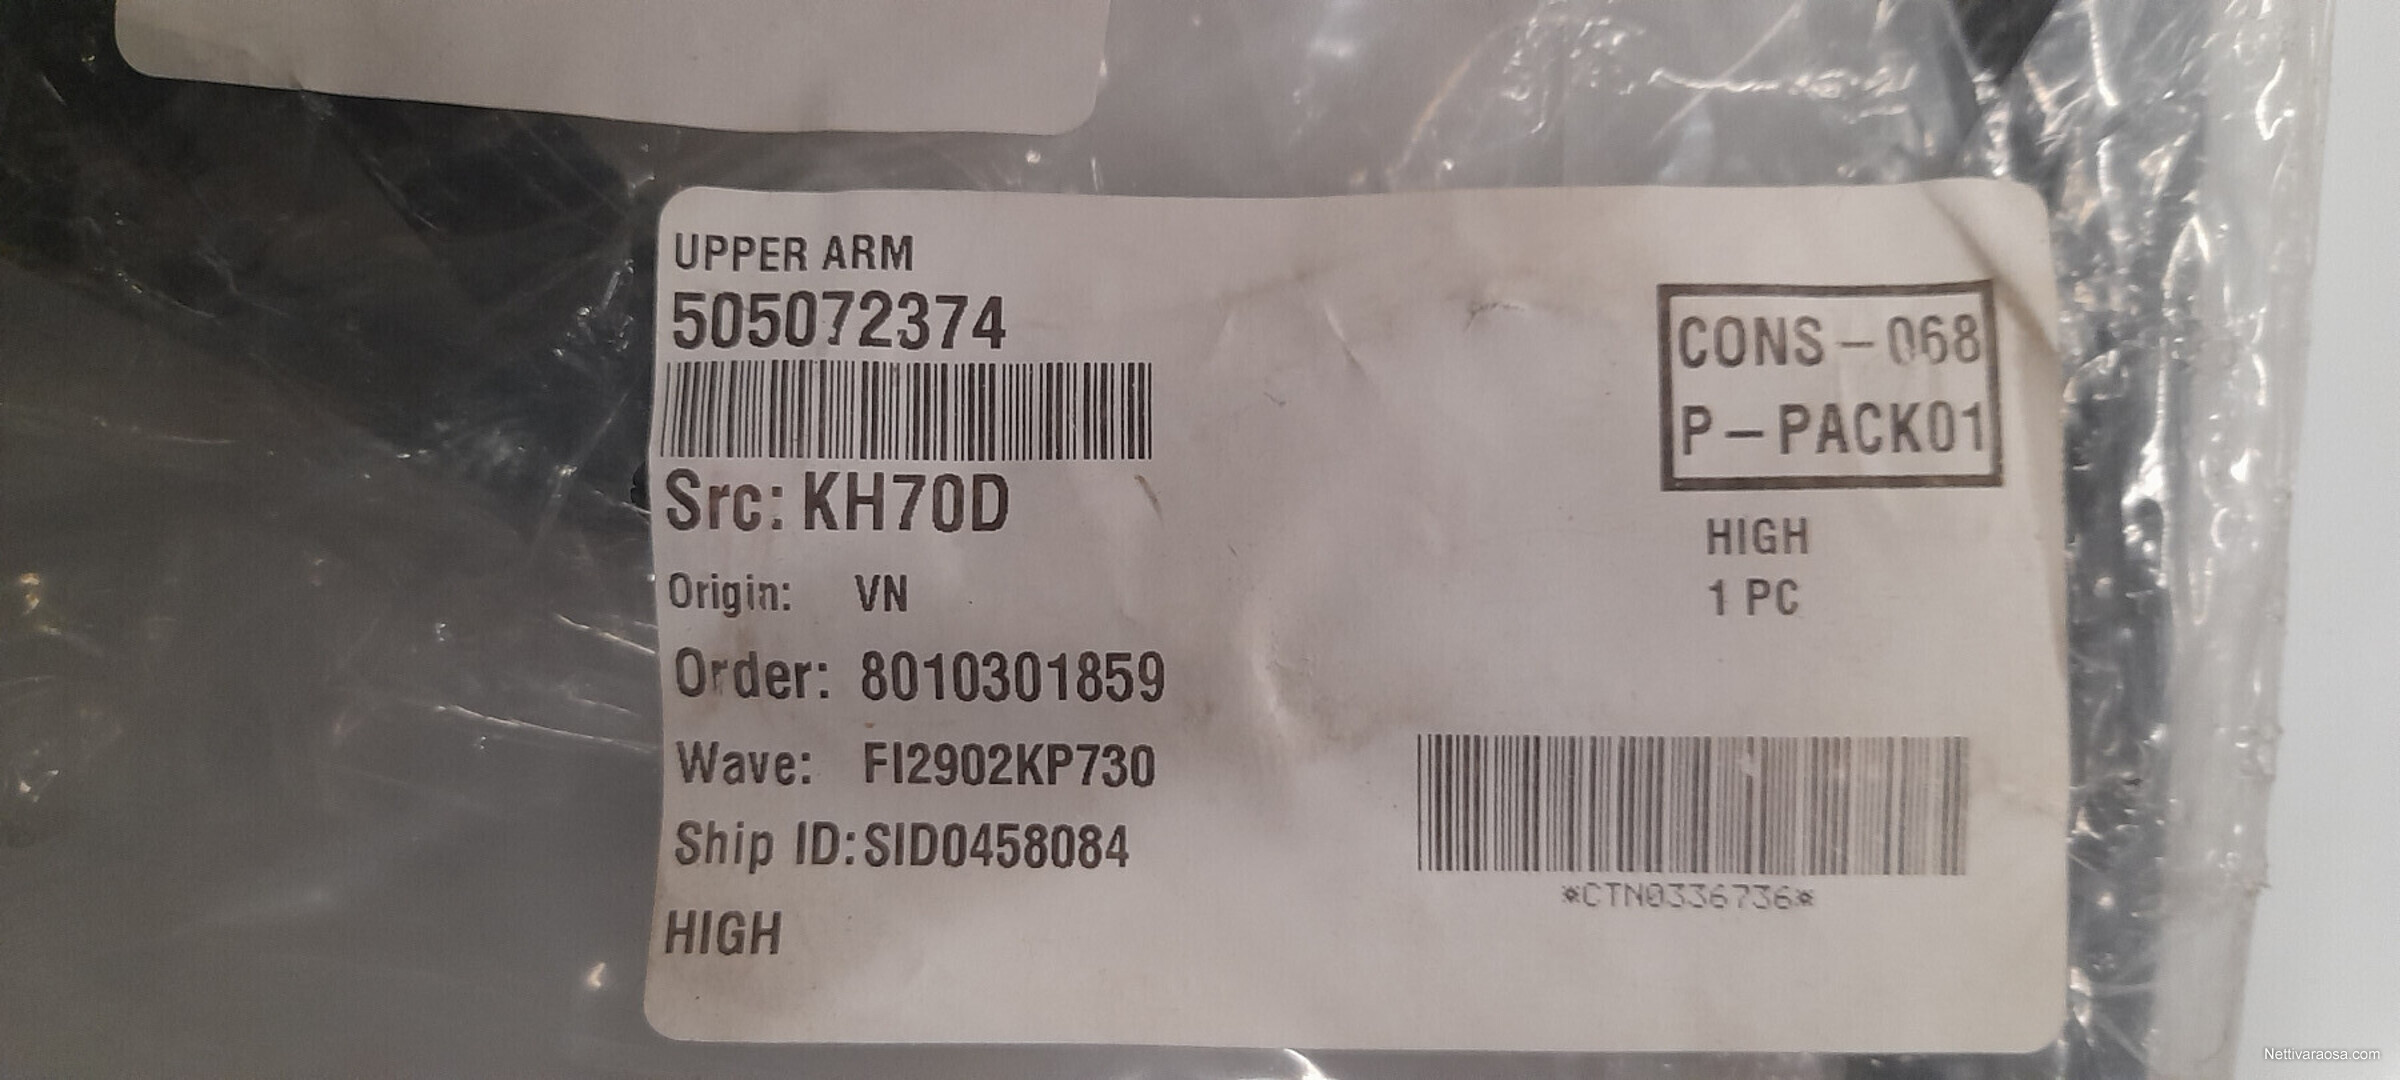 UPPER ARM
505072374
Src: KH70D
Origin: VN
Order: 8010301859
Wave: FI2902KP730
Ship ID: SID0458084
HIGH
CONS-068
P-PACK01
HIGH
1 PC
*CTN0336736*
Nettivaraosa.com